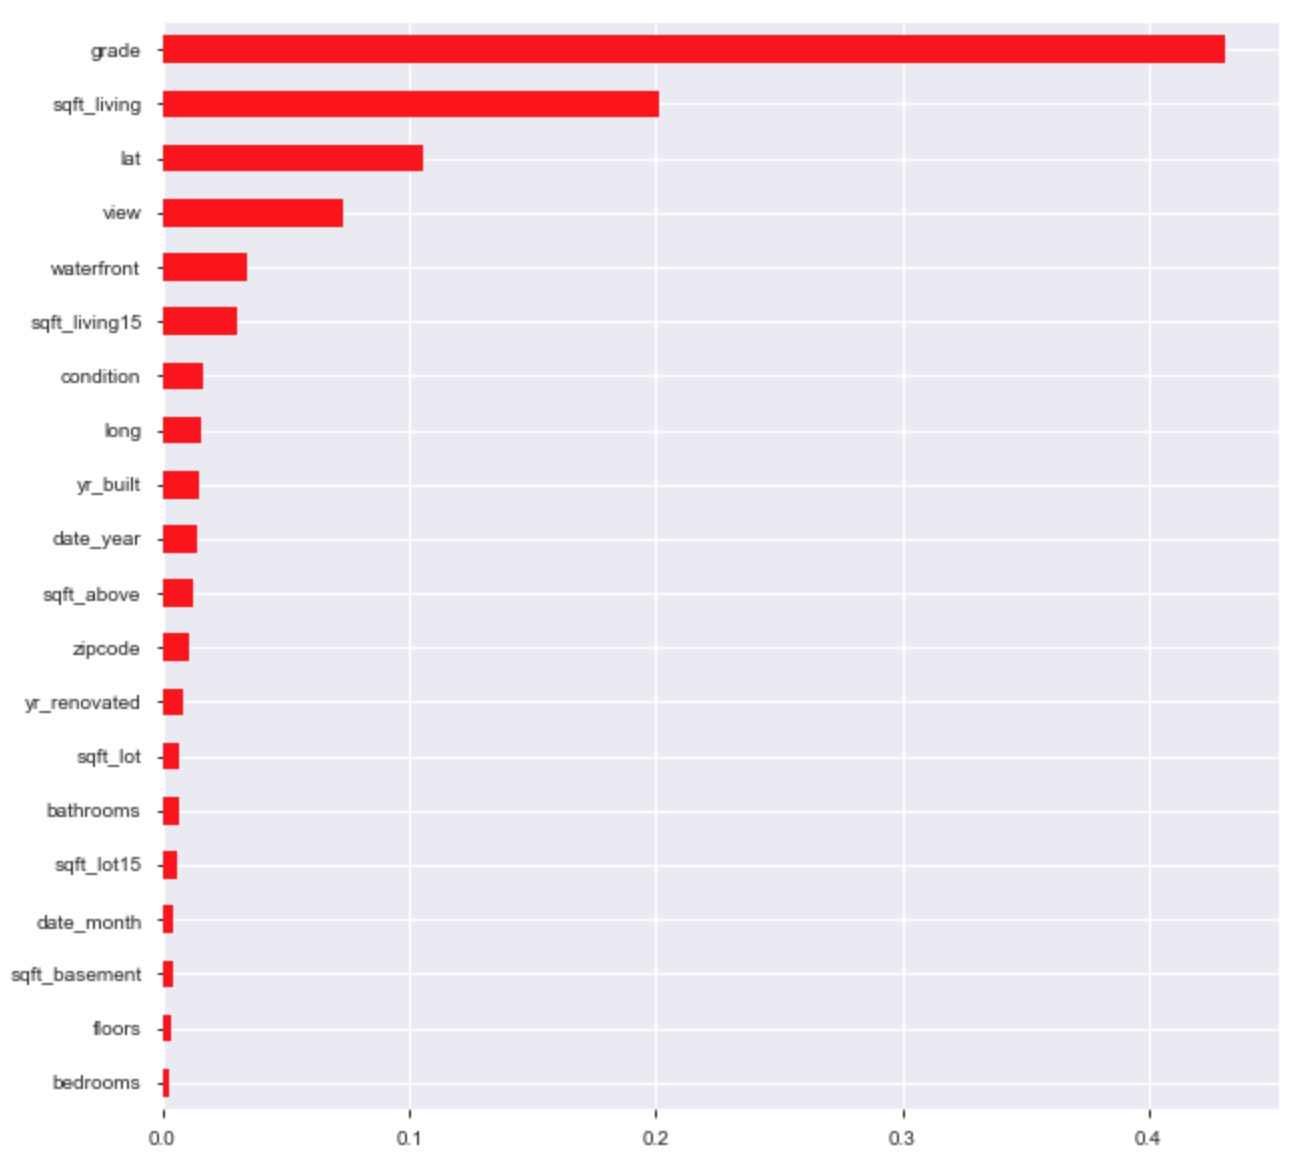 grade
sqft_living
lat
view
waterfront
sqft_living15
condition
long
yr_built
date_year
sqft_above
zipcode
yr_renovated
sqft_lot
bathrooms
sqft_lot15
date_month
sqft_basement
floors
bedrooms
0.0 0.1 0.2 0.3 0.4